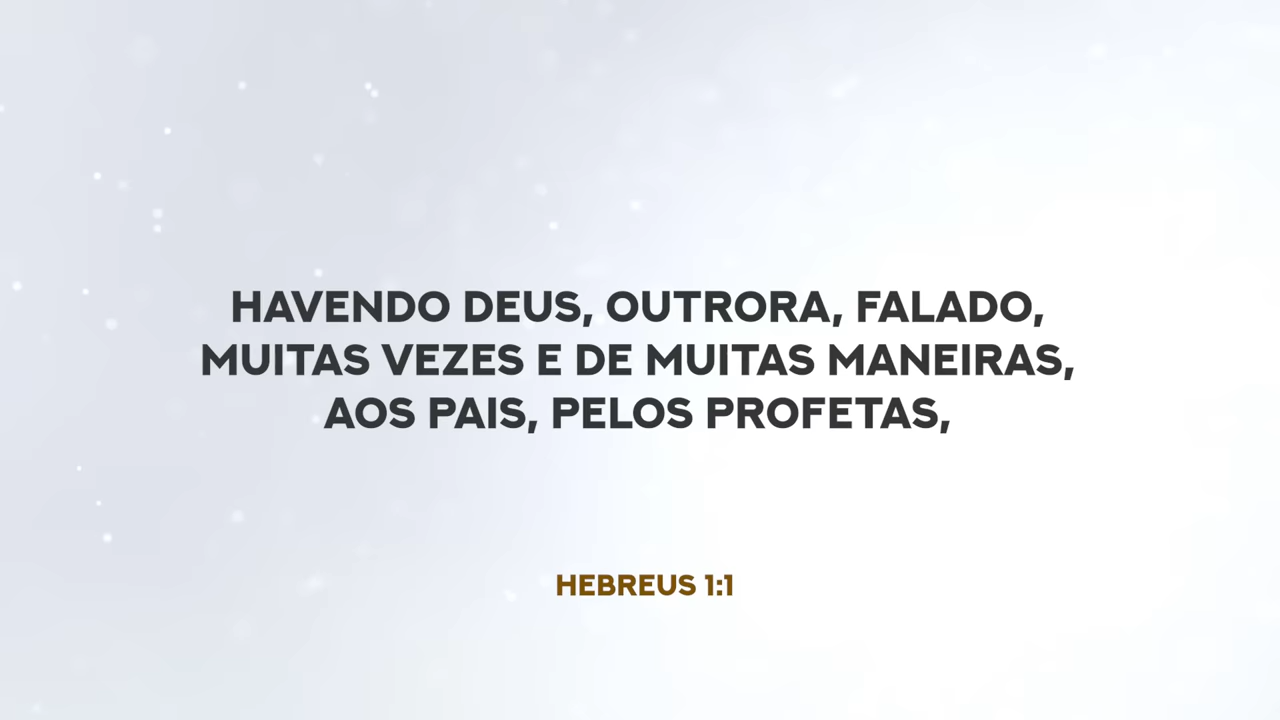 HAVENDO DEUS, OUTRORA, FALADO,
MUITAS VEZES E DE MUITAS MANEIRAS,
AOS PAIS, PELOS PROFETAS,
HEBREUS 1:1